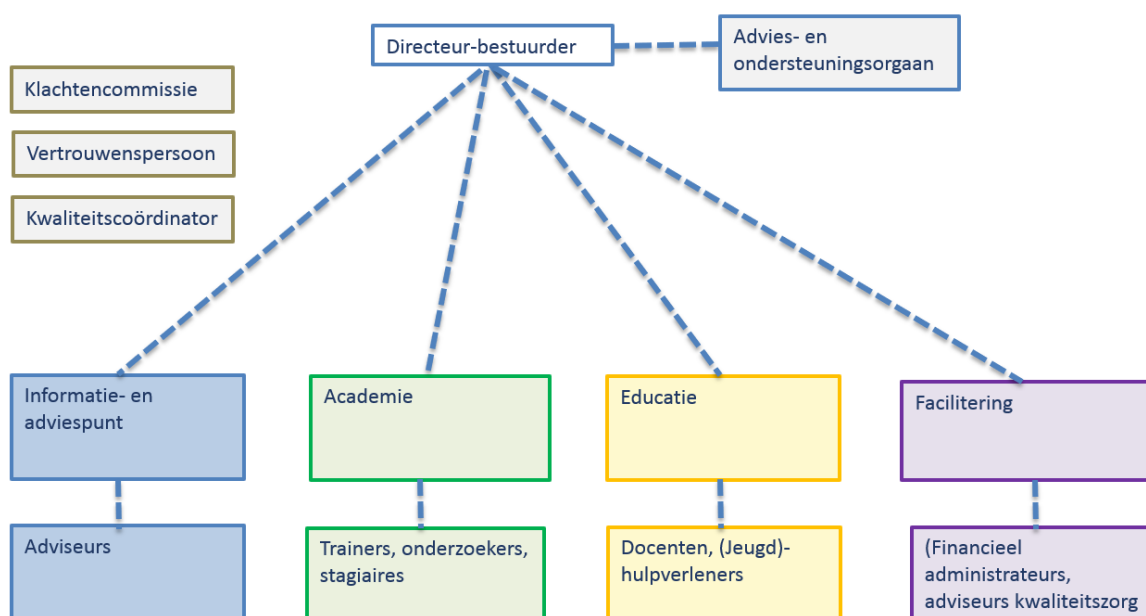 Directeur-bestuurder
Advies- en
ondersteuningsorgaan
Klachtencommissie
Vertrouwenspersoon
Kwaliteitscoördinator
Informatie- en
adviespunt
Academie
Educatie
Facilitering
Adviseurs
Trainers, onderzoekers,
stagiaires
Docenten, (Jeugd)-
hulpverleners
(Financieel
administrateurs,
adviseurs kwaliteitszorg